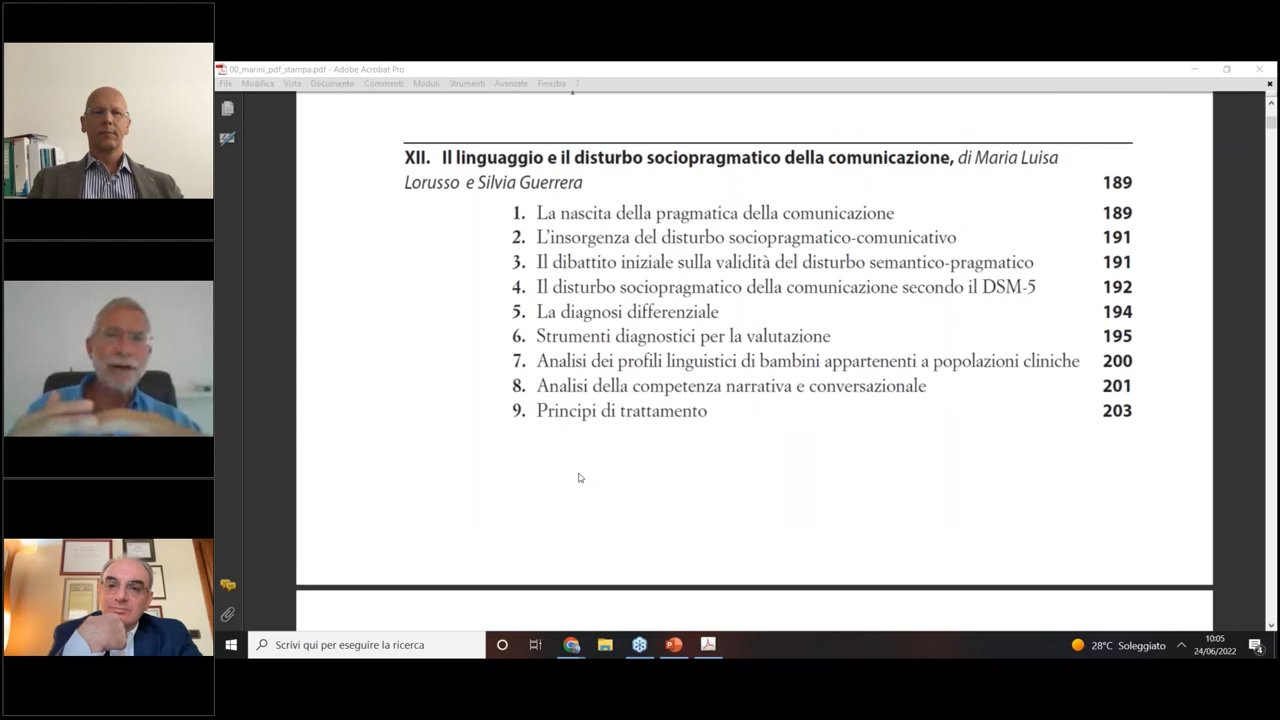 00_marini_pdf_stampa.pdf - Adobe Acrobat Pro
File Modifica Vista Documento Commenti Moduli Strumenti Avanzate Finestra ?
XII. Il linguaggio e il disturbo sociopragmatico della comunicazione, di Maria Luisa
Lorusso e Silvia Guerrera 189
1. La nascita della pragmatica della comunicazione 189
2. L'insorgenza del disturbo sociopragmatico-comunicativo 191
3. Il dibattito iniziale sulla validità del disturbo semantico-pragmatico 191
4. Il disturbo sociopragmatico della comunicazione secondo il DSM-5 192
5. La diagnosi differenziale 194
6. Strumenti diagnostici per la valutazione 195
7. Analisi dei profili linguistici di bambini appartenenti a popolazioni cliniche 200
8. Analisi della competenza narrativa e conversazionale 201
9. Principi di trattamento 203
Scrivi qui per eseguire la ricerca
28°C Soleggiato
10:05
24/06/2022
4